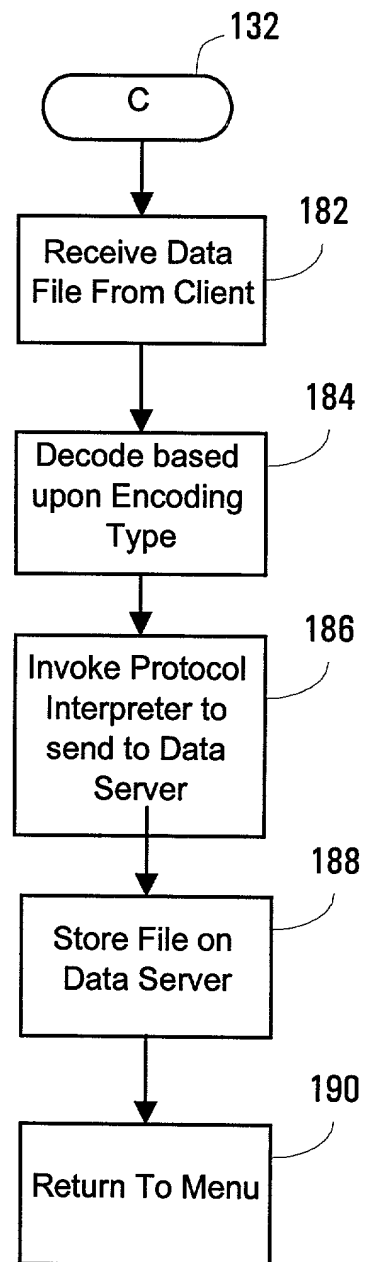 132
C
182
Receive Data
File From Client
184
Decode based
upon Encoding
Type
186
Invoke Protocol
Interpreter to
send to Data
Server
188
Store File on
Data Server
190
Return To Menu